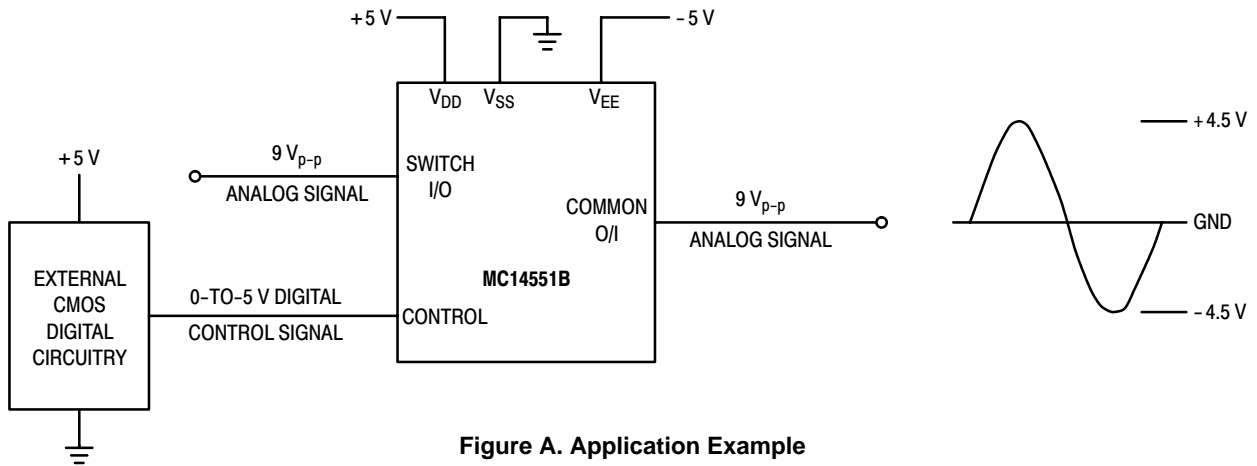 +5 V
−5 V
VDD
VSS
VEE
9 Vp−p
ANALOG SIGNAL
SWITCH
I/O
COMMON
O/I
9 Vp−p
ANALOG SIGNAL
MC14551B
+5 V
EXTERNAL
CMOS
DIGITAL
CIRCUITRY
0−TO−5 V DIGITAL
CONTROL SIGNAL
CONTROL
+4.5 V
GND
−4.5 V
Figure A. Application Example